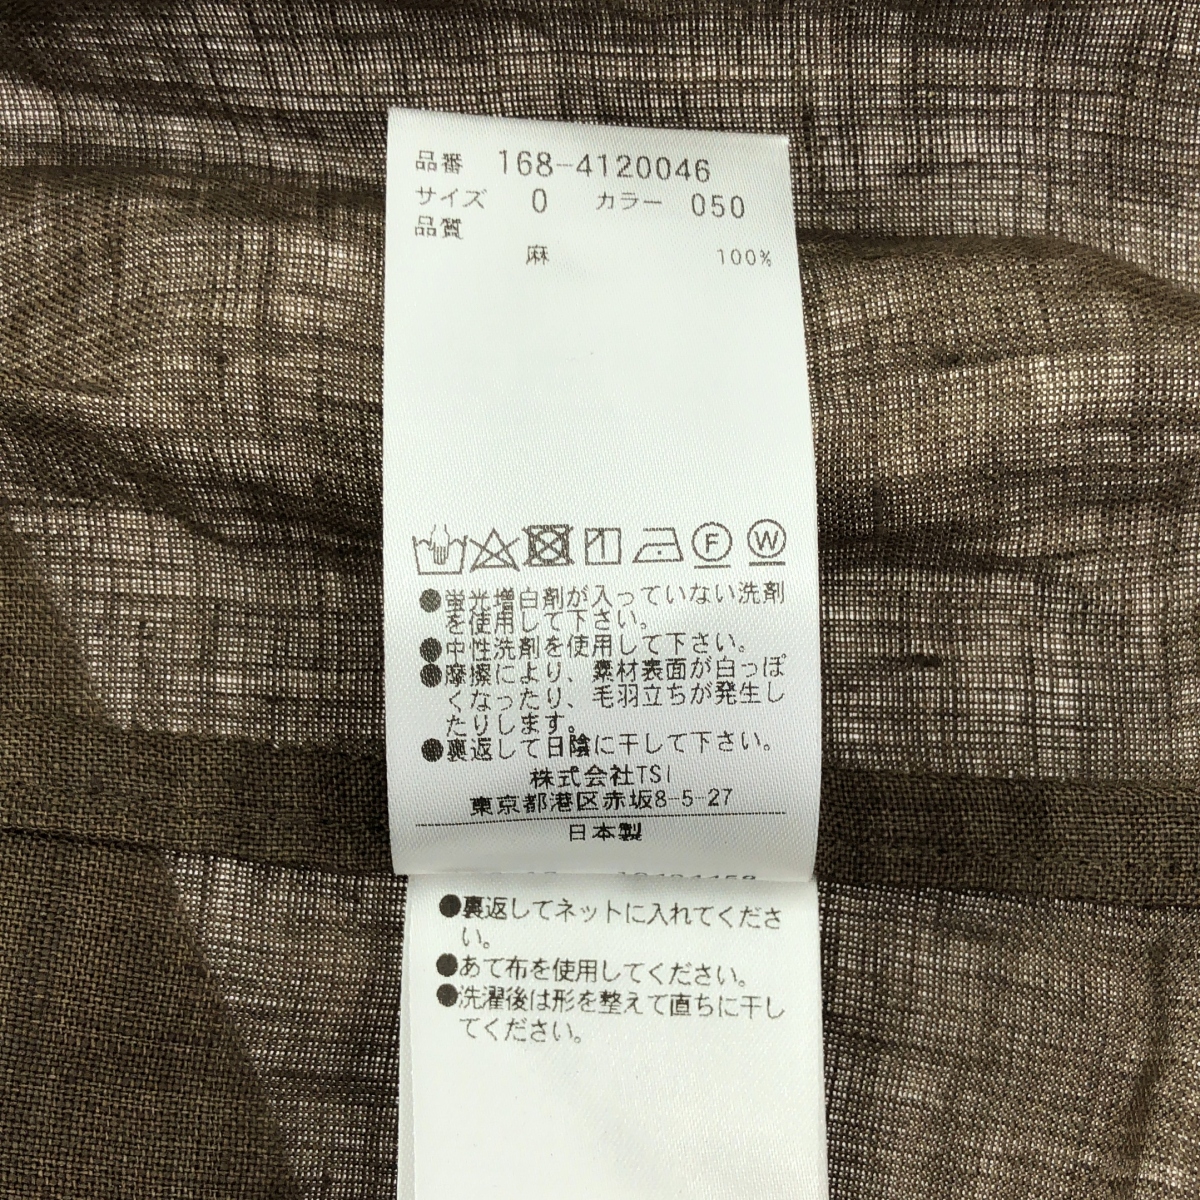 品番 168-4120046
サイズ 0 カラー 050
品質
麻 100%
F W
●蛍光増白剤が入っていない洗剤
を使用して下さい。
●中性洗剤を使用して下さい。
●摩擦により、素材表面が白っぽ
くなったり、毛羽立ちが発生し
たりします。
●裏返して日陰に干して下さい。
株式会社TSI
東京都港区赤坂8-5-27
日本製
●裏返してネットに入れてくださ
い。
●あて布を使用してください。
●洗濯後は形を整えて直ちに干し
てください。